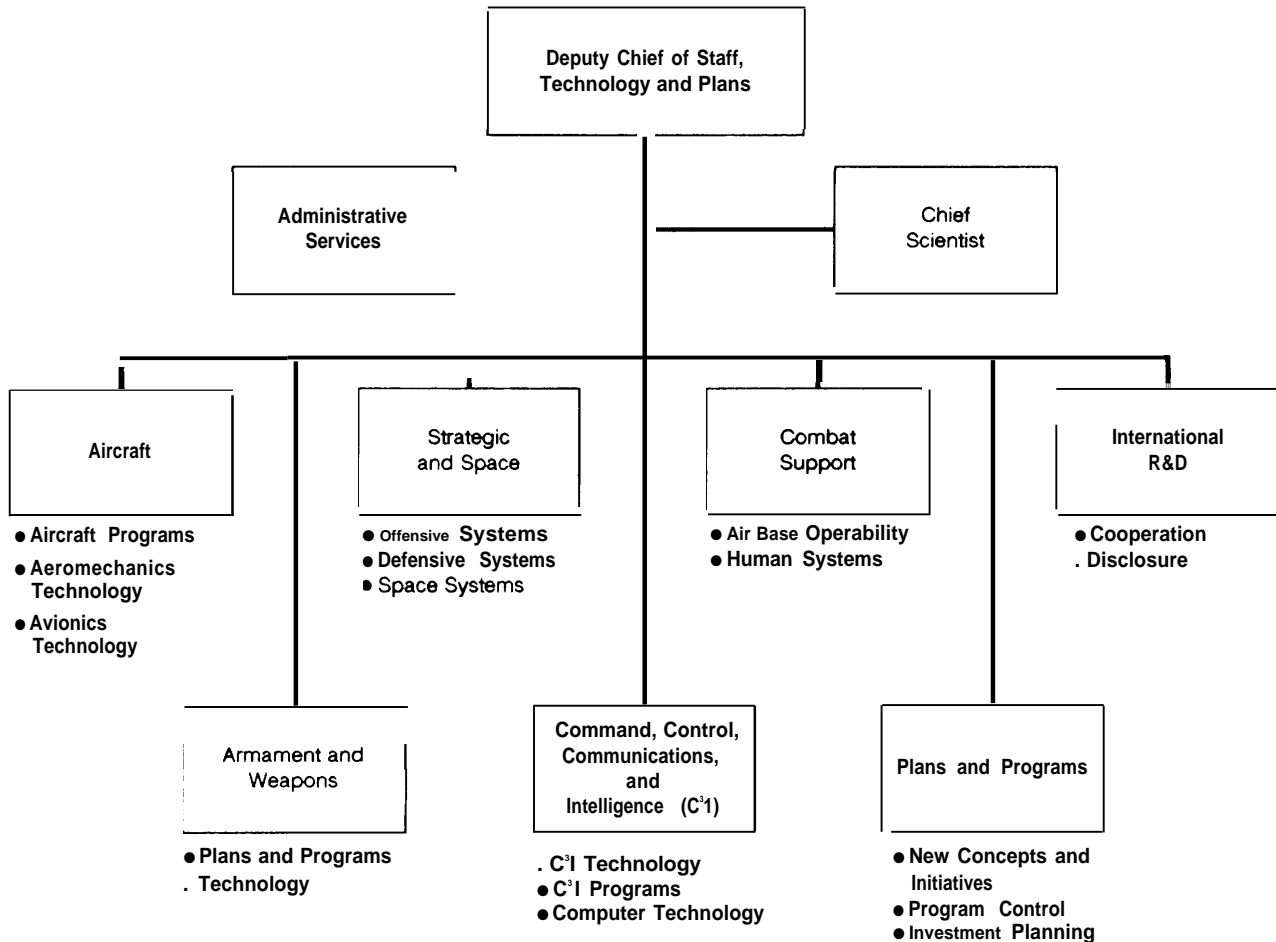 Deputy Chief of Staff,
Technology and Plans
Administrative
Services
Chief
Scientist
Aircraft
● Aircraft Programs
● Aeromechanics
Technology
● Avionics
Technology
Strategic
and Space
● Offensive Systems
● Defensive Systems
● Space Systems
Combat
Support
● Air Base Operability
● Human Systems
International
R&D
● Cooperation
. Disclosure
Armament and
Weapons
● Plans and Programs
. Technology
Command, Control,
Communications,
and
Intelligence (C³1)
. C³I Technology
● C³I Programs
● Computer Technology
Plans and Programs
● New Concepts and
Initiatives
● Program Control
● Investment Planning